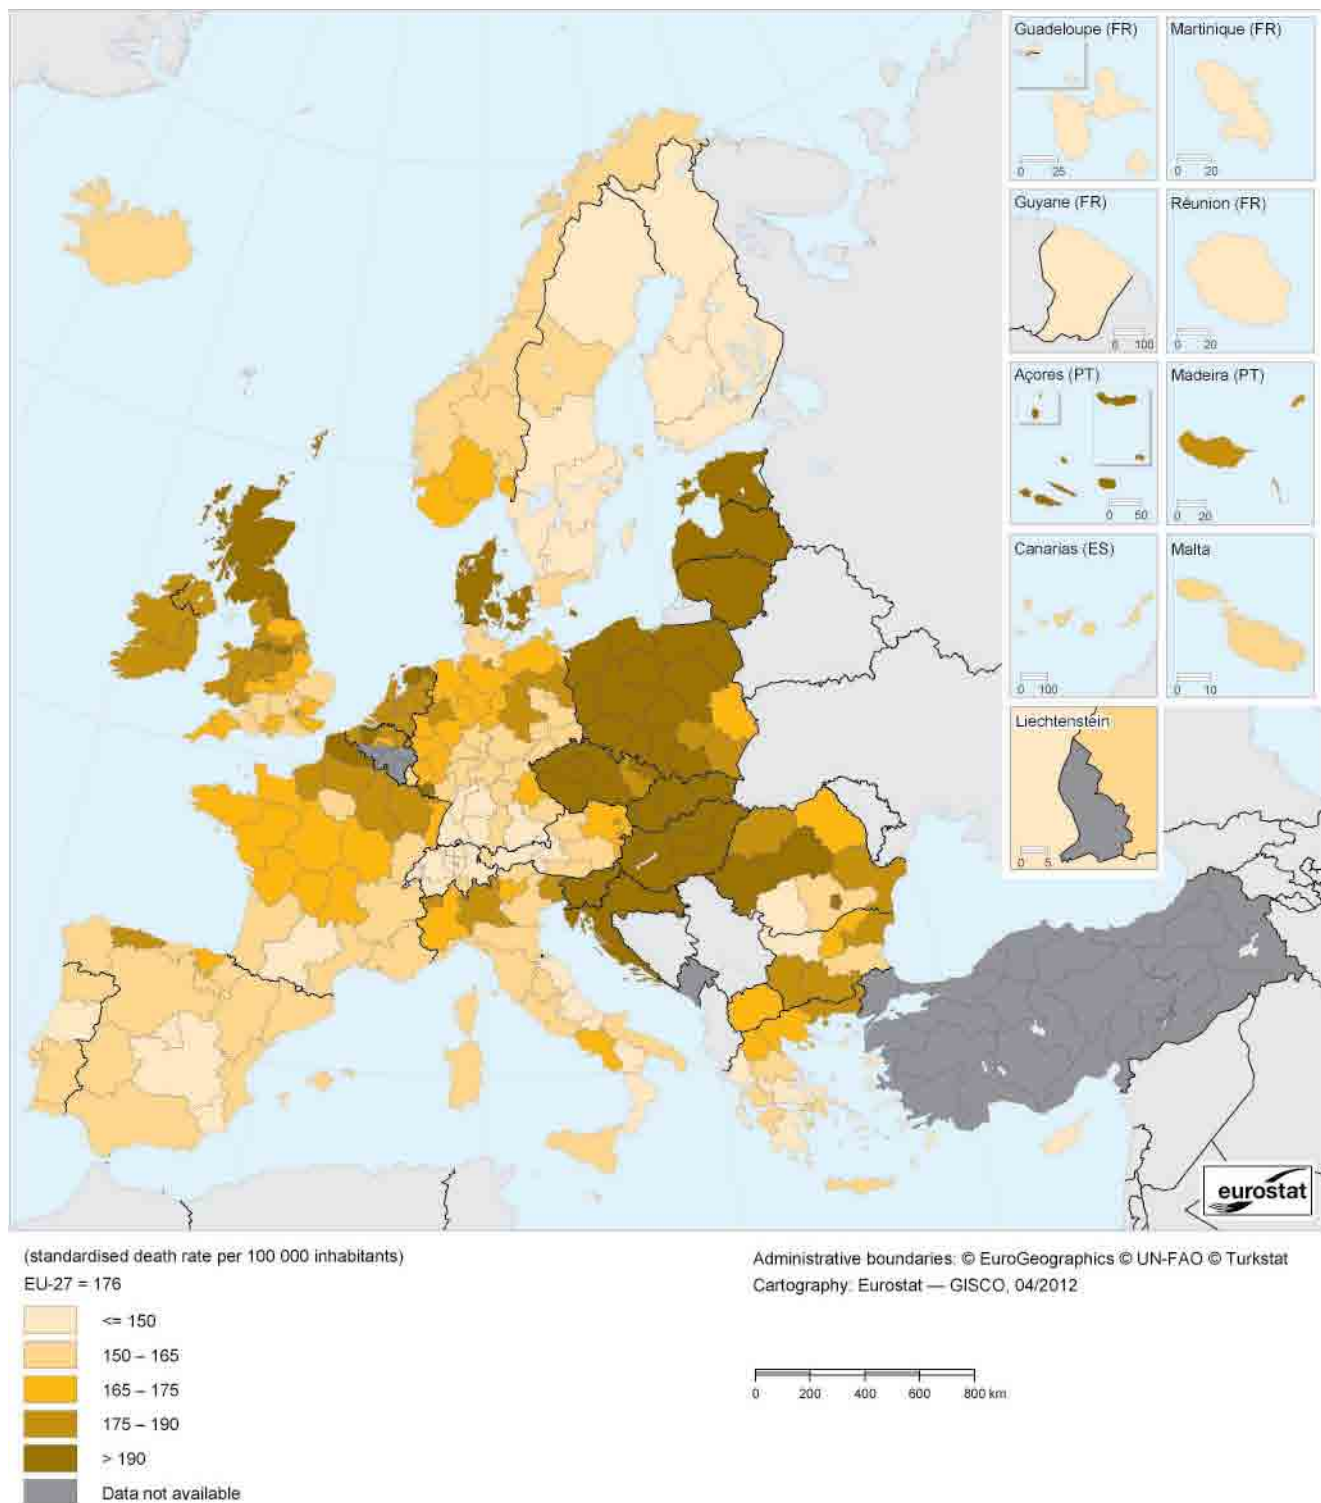 Guadeloupe (FR)
0 25
Martinique (FR)
0 20
Guyane (FR)
0 100
Réunion (FR)
0 20
Açores (PT)
0 50
Madeira (PT)
0 20
Canarias (ES)
0 100
Malta
0 10
Liechtenstein
0 5
eurostat
(standardised death rate per 100 000 inhabitants)
EU-27 = 176
<= 150
150 – 165
165 – 175
175 – 190
> 190
Data not available
Administrative boundaries: © EuroGeographics © UN-FAO © Turkstat
Cartography: Eurostat — GISCO, 04/2012
0 200 400 600 800 km